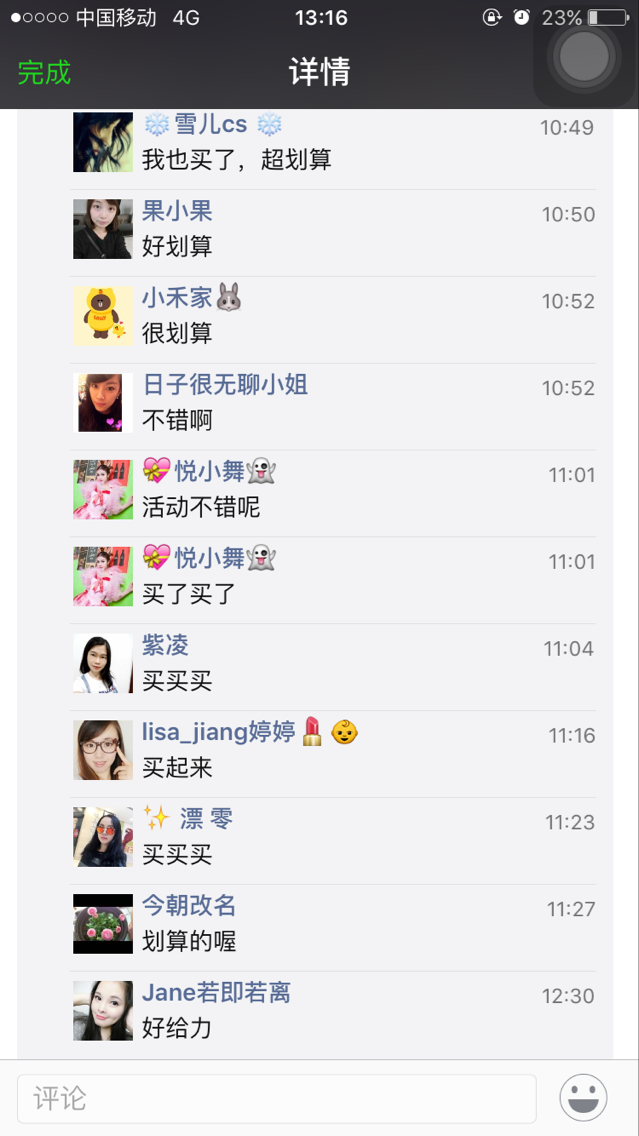 中国移动 4G 13:16 23%
完成 详情
雪儿cs 10:49
我也买了，超划算
果小果 10:50
好划算
小禾家 10:52
很划算
日子很无聊小姐 10:52
不错啊
悦小舞 11:01
活动不错呢
悦小舞 11:01
买了买了
紫凌 11:04
买买买
lisa_jiang婷婷 11:16
买起来
漂 零 11:23
买买买
今朝改名 11:27
划算的喔
Jane若即若离 12:30
好给力
评论